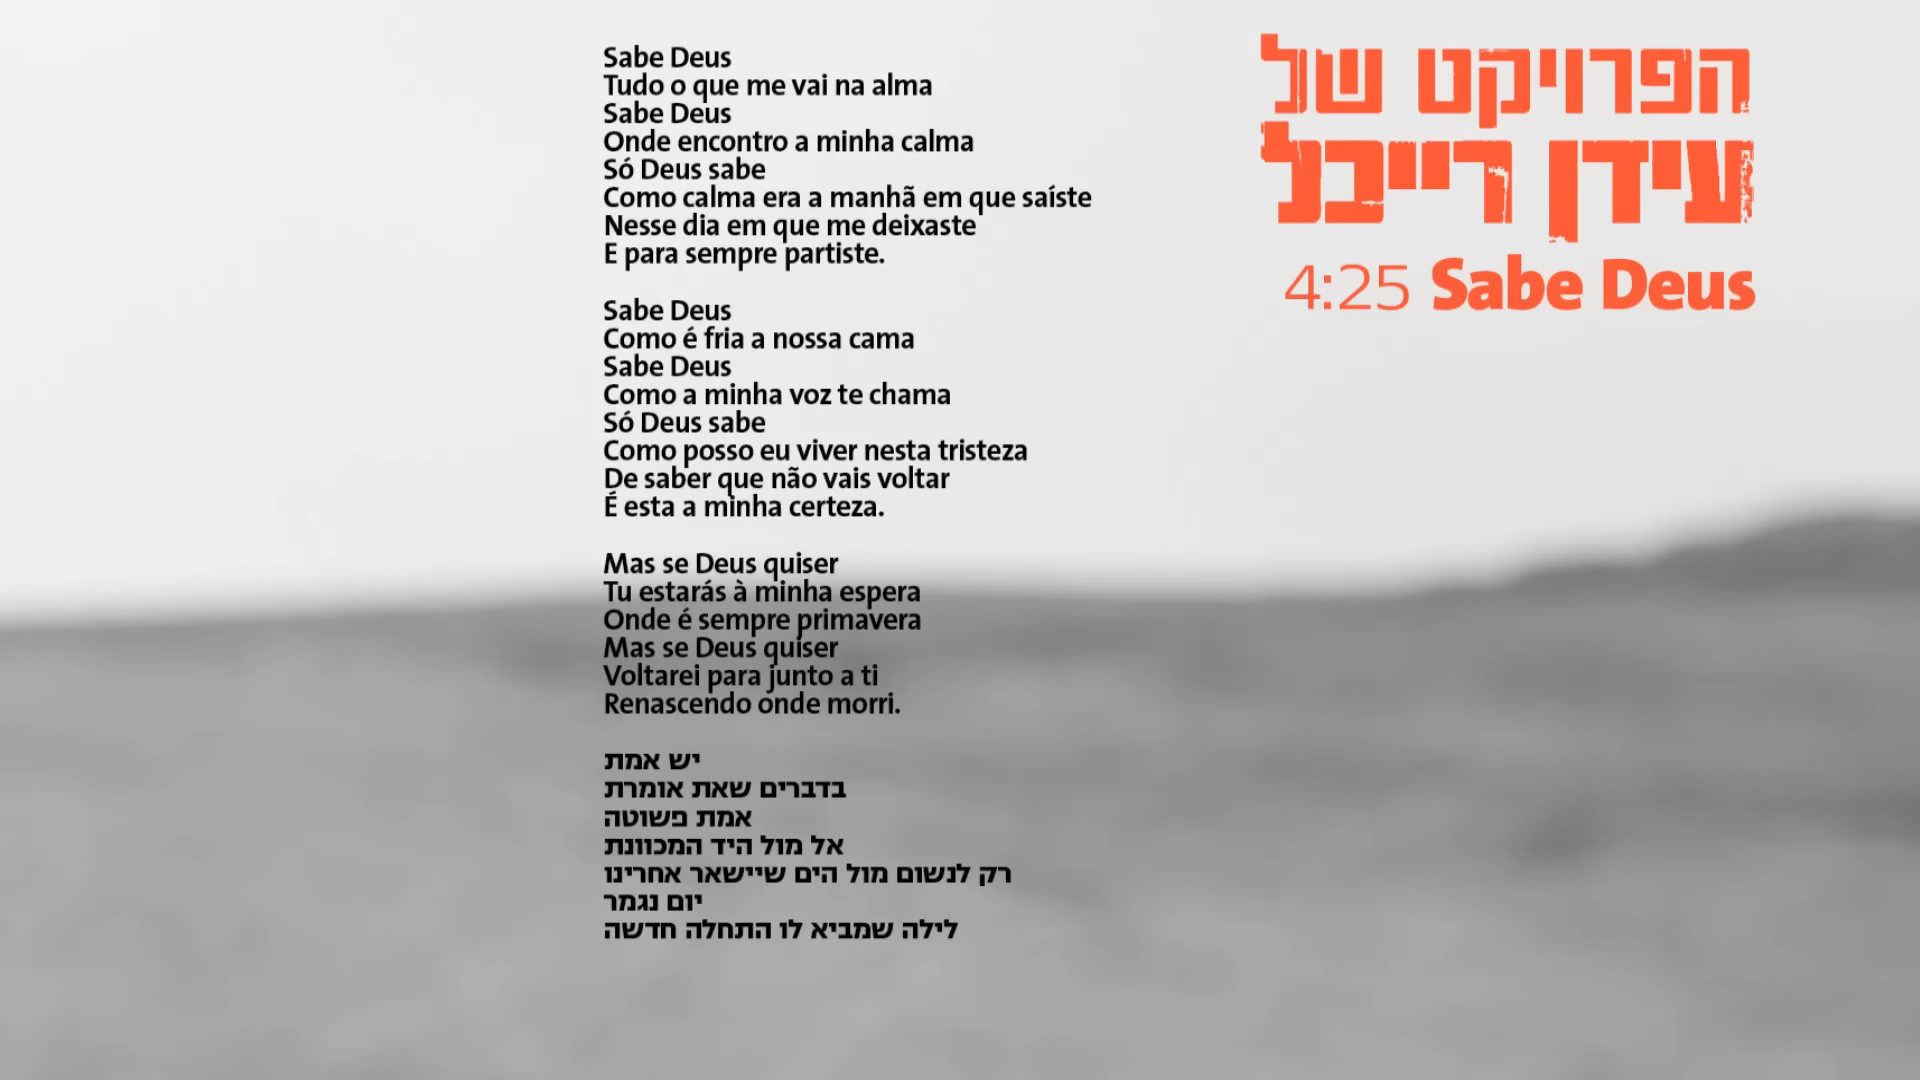 Sabe Deus
Tudo o que me vai na alma
Sabe Deus
Onde encontro a minha calma
Só Deus sabe
Como calma era a manhã em que saíste
Nesse dia em que me deixaste
E para sempre partiste.
Sabe Deus
Como é fria a nossa cama
Sabe Deus
Como a minha voz te chama
Só Deus sabe
Como posso eu viver nesta tristeza
De saber que não vais voltar
É esta a minha certeza.
Mas se Deus quiser
Tu estarás à minha espera
Onde é sempre primavera
Mas se Deus quiser
Voltarei para junto a ti
Renascendo onde morri.
יש אמת
בדברים שאת אומרת
אמת פשוטה
אל מול היד המכוונת
רק לנשום מול הים שיישאר אחרינו
יום נגמר
לילה שמביא לו התחלה חדשה
הפרויקט של
עידן רייכל
4:25 Sabe Deus